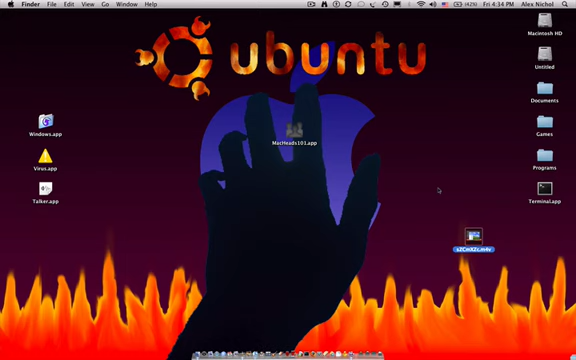 Finder File Edit View Go Window Help
(42%) Fri 4:34 PM Alex Nichol
ubuntu
Macintosh HD
Untitled
Documents
Games
Programs
Terminal.app
Windows.app
Virus.app
Talker.app
MacHeads101.app